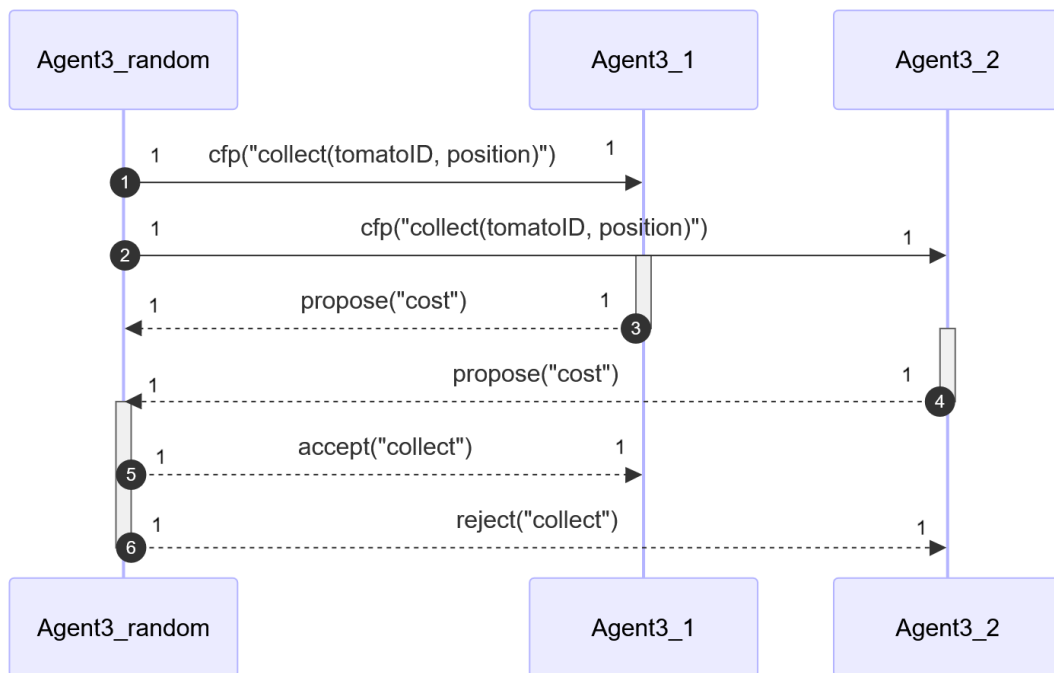 Agent3_random
Agent3_1
Agent3_2
1 cfp("collect(tomatoID, position)") 1
1
1 cfp("collect(tomatoID, position)") 1
2
1 propose("cost") 1
3
1 propose("cost") 1
4
1 accept("collect") 1
5
1 reject("collect") 1
6
Agent3_random
Agent3_1
Agent3_2